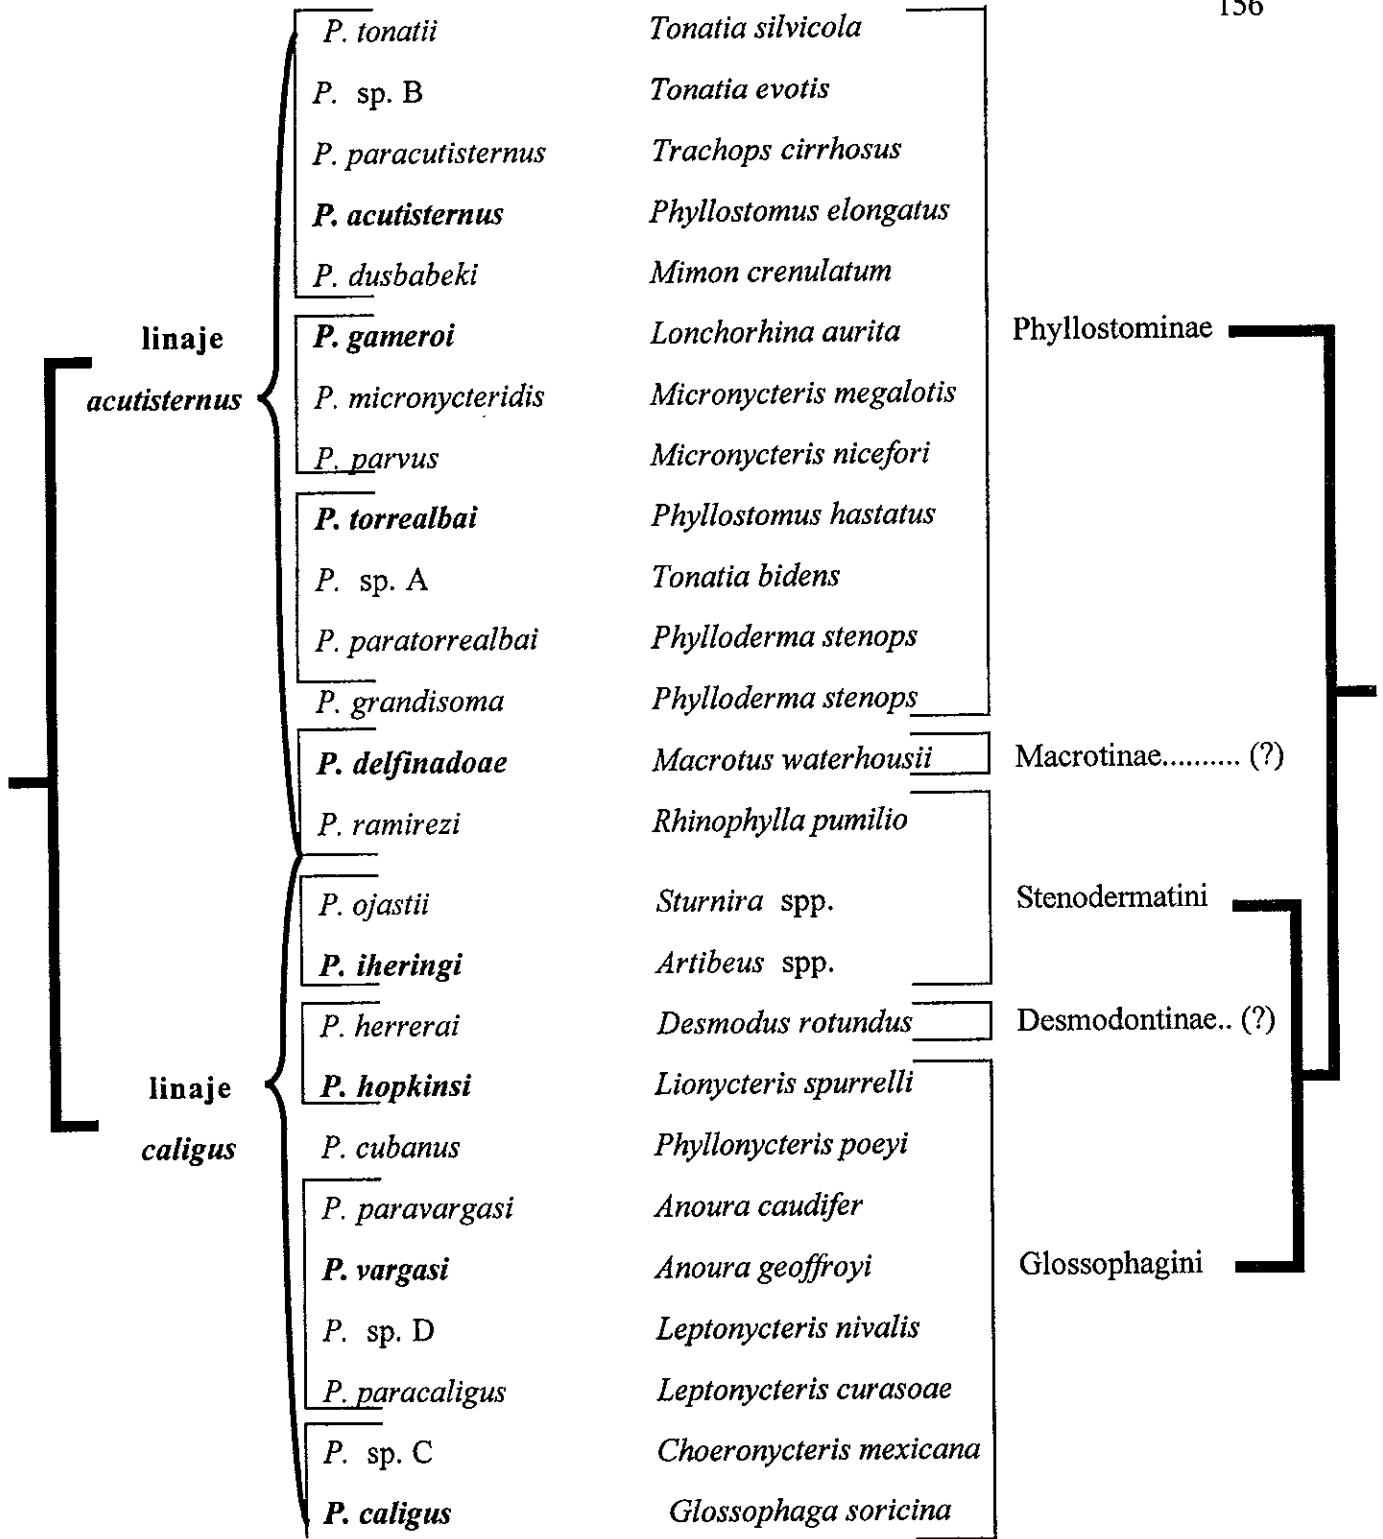 156
P. tonatii Tonatia silvicola
P. sp. B Tonatia evotis
P. paracutisternus Trachops cirrhosus
P. acutisternus Phyllostomus elongatus
P. dusbabeki Mimon crenulatum
linaje P. gameroi Lonchorhina aurita Phyllostominae
acutisternus P. micronycteridis Micronycteris megalotis
P. parvus Micronycteris nicefori
P. torrealbai Phyllostomus hastatus
P. sp. A Tonatia bidens
P. paratorrealbai Phylloderma stenops
P. grandisoma Phylloderma stenops
P. delfinadoae Macrotus waterhousii Macrotinae.......... (?)
P. ramirezi Rhinophylla pumilio
P. ojastii Sturnira spp. Stenodermatini
P. iheringi Artibeus spp.
P. herrerai Desmodus rotundus Desmodontinae.. (?)
linaje P. hopkinsi Lionycteris spurrelli
caligus P. cubanus Phyllonycteris poeyi
P. paravargasi Anoura caudifer
P. vargasi Anoura geoffroyi Glossophagini
P. sp. D Leptonycteris nivalis
P. paracaligus Leptonycteris curasoae
P. sp. C Choeronycteris mexicana
P. caligus Glossophaga soricina